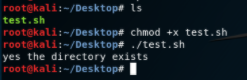 root@kali:~/Desktop# ls
test.sh
root@kali:~/Desktop# chmod +x test.sh
root@kali:~/Desktop# ./test.sh
yes the directory exists
root@kali:~/Desktop#